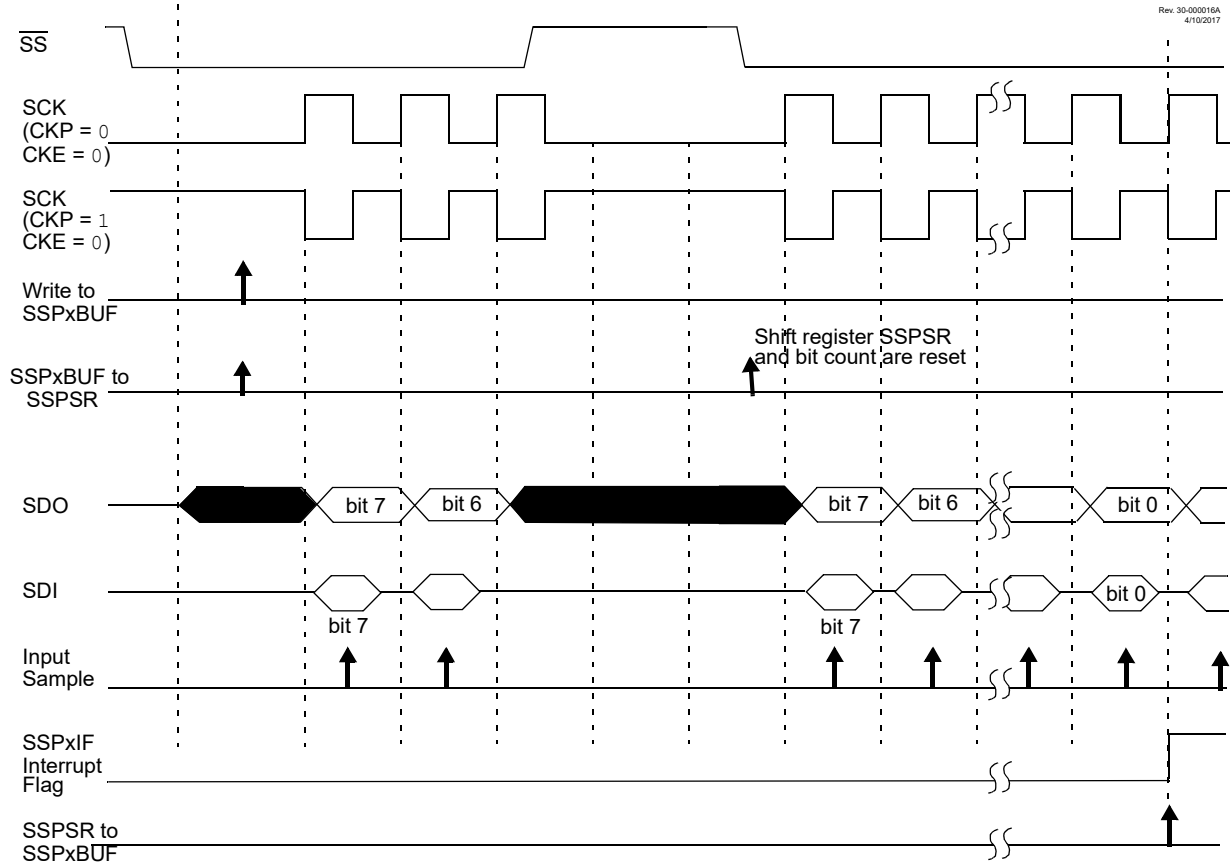 Rev. 30-000016A
4/10/2017
SS
SCK
(CKP = 0
CKE = 0)
SCK
(CKP = 1
CKE = 0)
Write to
SSPxBUF
Shift register SSPSR
and bit count are reset
SSPxBUF to
SSPSR
SDO
bit 7
bit 6
bit 7
bit 6
bit 0
SDI
bit 0
bit 7
bit 7
Input
Sample
SSPxIF
Interrupt
Flag
SSPSR to
SSPxBUF